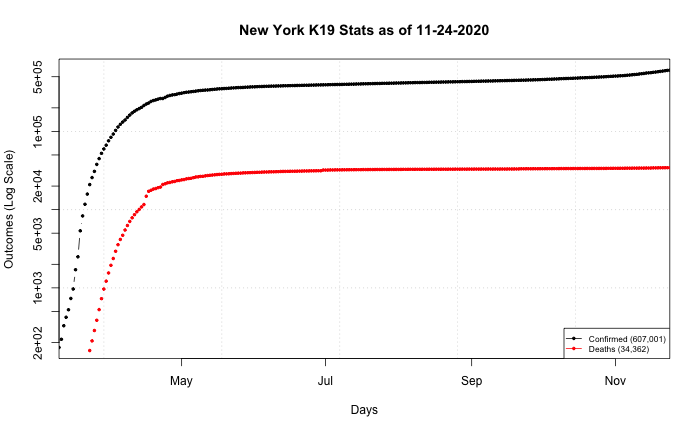 New York K19 Stats as of 11-24-2020
Outcomes (Log Scale)
5e+05
1e+05
2e+04
5e+03
1e+03
2e+02
May
Jul
Sep
Nov
Days
Confirmed (607,001)
Deaths (34,362)